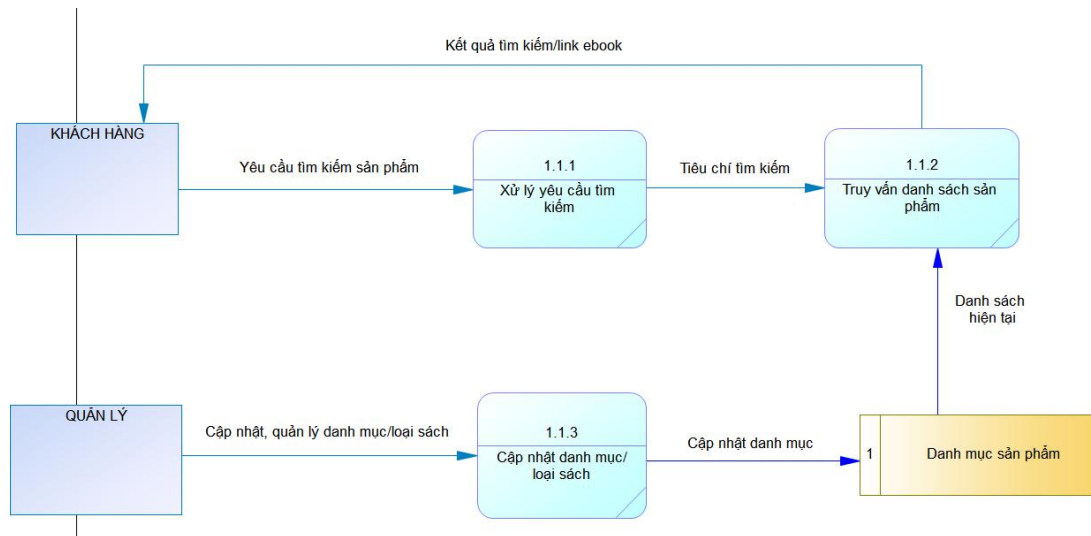 Kết quả tìm kiếm/link ebook
KHÁCH HÀNG
Yêu cầu tìm kiếm sản phẩm
1.1.1
Xử lý yêu cầu tìm
kiếm
Tiêu chí tìm kiếm
1.1.2
Truy vấn danh sách sản
phẩm
Danh sách
hiện tại
QUẢN LÝ
Cập nhật, quản lý danh mục/loại sách
1.1.3
Cập nhật danh mục/
loại sách
Cập nhật danh mục
1
Danh mục sản phẩm